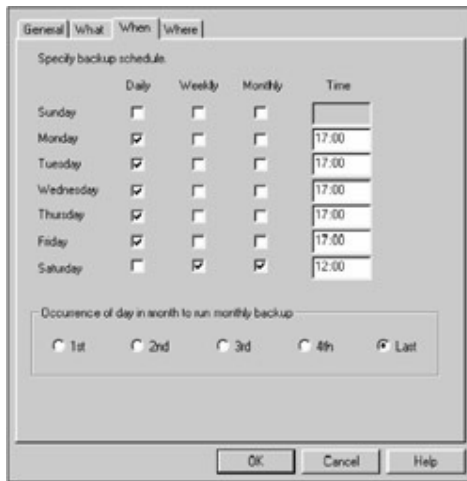 General What When Where
Specify backup schedule.
Daily Weekly Monthly Time
Sunday
Monday 17:00
Tuesday 17:00
Wednesday 17:00
Thursday 17:00
Friday 17:00
Saturday 12:00
Occurrence of day in month to run monthly backup
1st 2nd 3rd 4th Last
OK Cancel Help